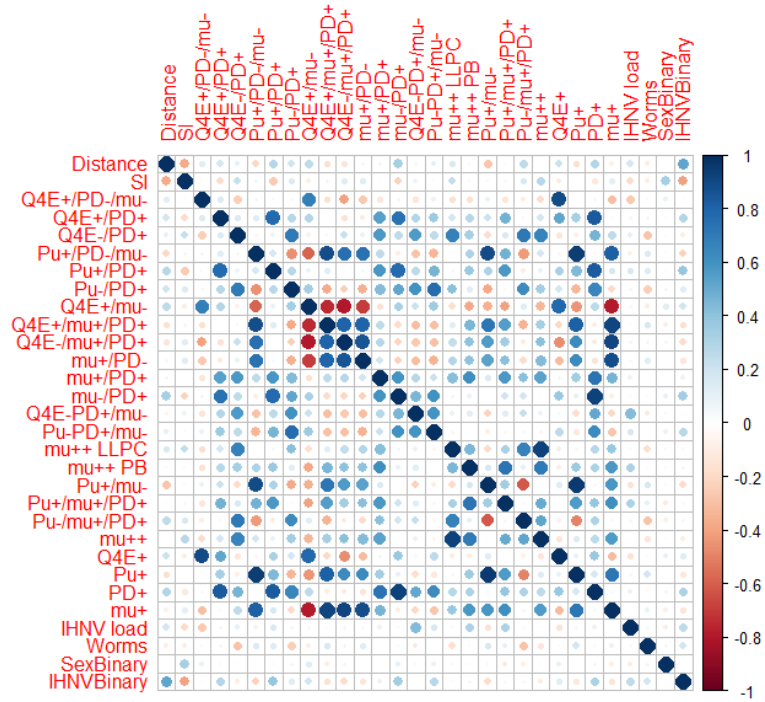 Distance
SI
Q4E+/PD-/mu-
Q4E+/PD+
Q4E-/PD+
Pu+/PD-/mu-
Pu+/PD+
Pu-/PD+
Q4E+/mu-
Q4E+/mu+/PD+
Q4E-/mu+/PD+
mu+/PD-
mu+/PD+
mu-/PD+
Q4E-PD+/mu-
Pu-PD+/mu-
mu++ LLPC
mu++ PB
Pu+/mu-
Pu+/mu+/PD+
Pu-/mu+/PD+
mu++
Q4E+
Pu+
PD+
mu+
IHNV load
Worms
SexBinary
IHNVBinary
Distance
SI
Q4E+/PD-/mu-
Q4E+/PD+
Q4E-/PD+
Pu+/PD-/mu-
Pu+/PD+
Pu-/PD+
Q4E+/mu-
Q4E+/mu+/PD+
Q4E-/mu+/PD+
mu+/PD-
mu+/PD+
mu-/PD+
Q4E-PD+/mu-
Pu-PD+/mu-
mu++ LLPC
mu++ PB
Pu+/mu-
Pu+/mu+/PD+
Pu-/mu+/PD+
mu++
Q4E+
Pu+
PD+
mu+
IHNV load
Worms
SexBinary
IHNVBinary
1
0.8
0.6
0.4
0.2
0
-0.2
-0.4
-0.6
-0.8
-1